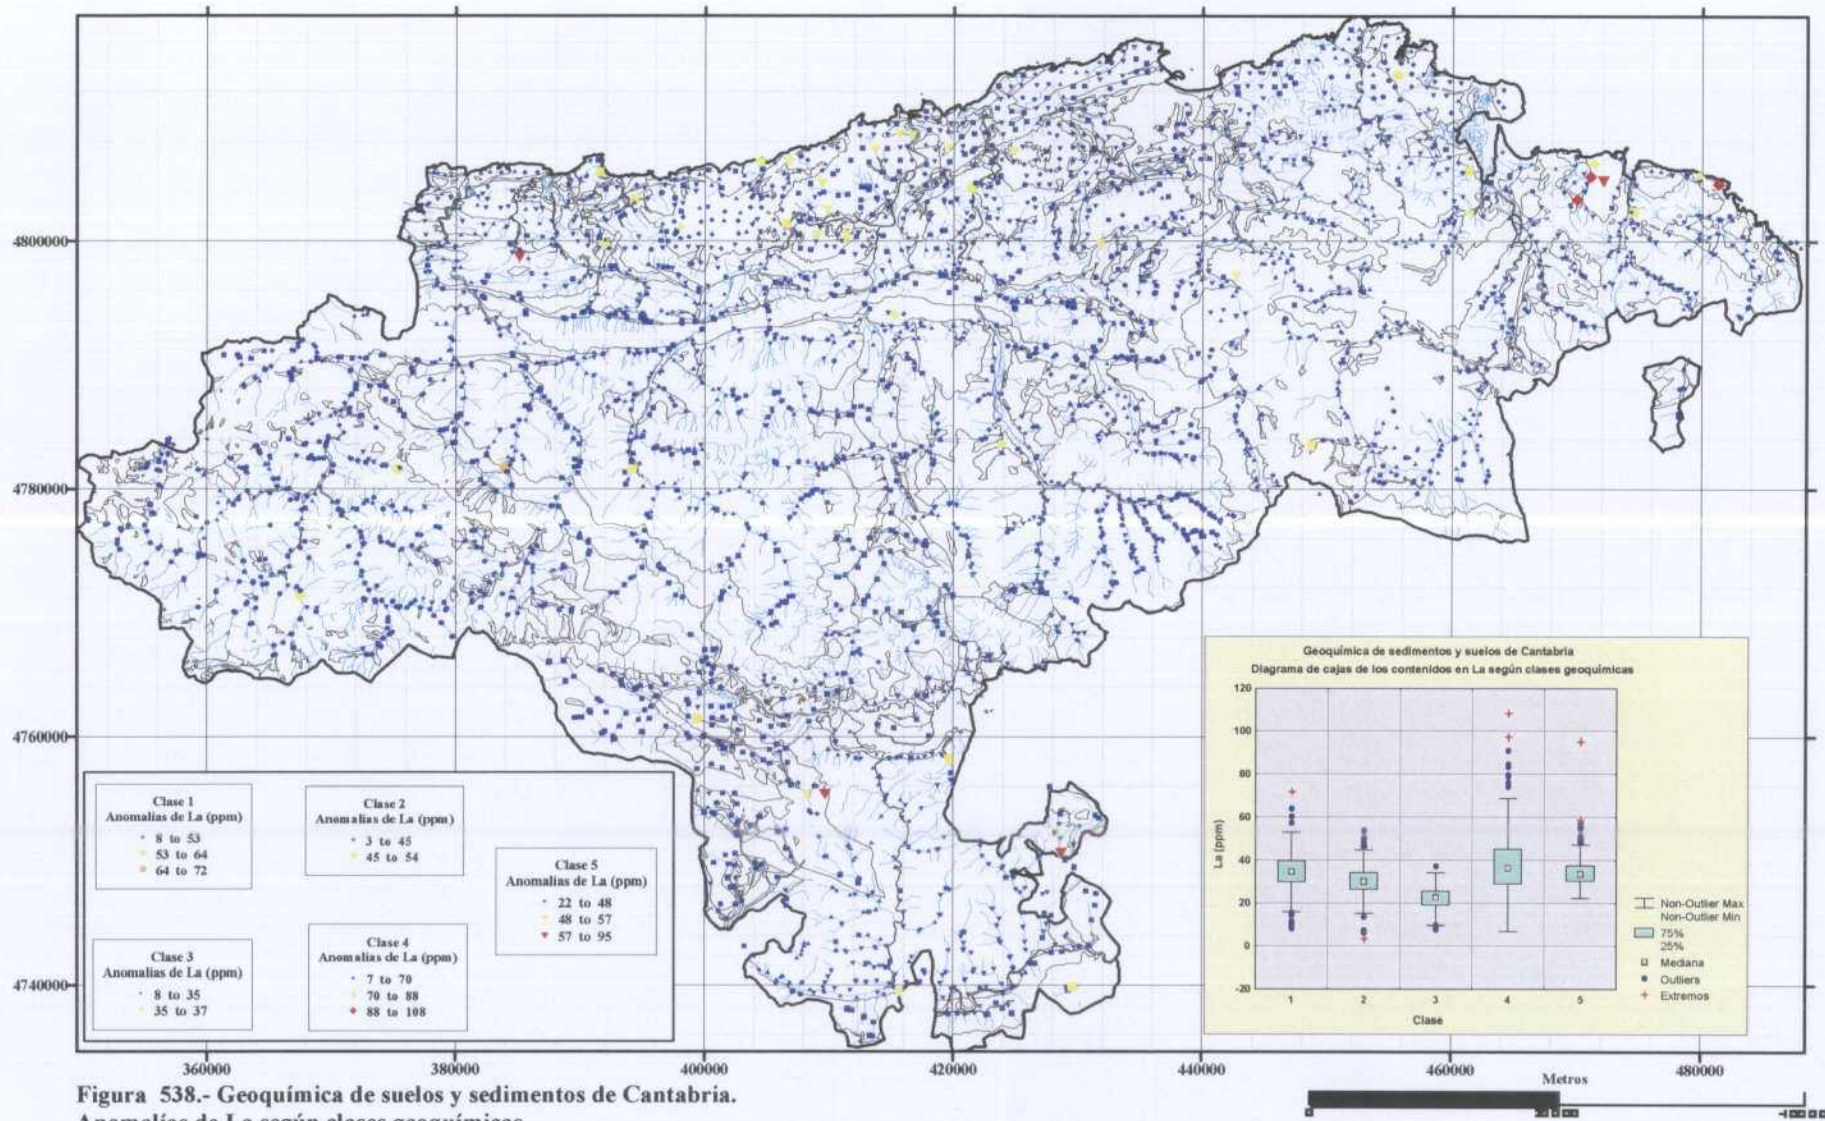 4800000
4780000
4760000
4740000
360000
380000
400000
420000
440000
460000
480000
Clase 1
Anomalías de La (ppm)
8 to 53
53 to 64
64 to 72
Clase 2
Anomalías de La (ppm)
3 to 45
45 to 54
Clase 3
Anomalías de La (ppm)
8 to 35
35 to 37
Clase 4
Anomalías de La (ppm)
7 to 70
70 to 88
88 to 108
Clase 5
Anomalías de La (ppm)
22 to 48
48 to 57
57 to 95
Geoquímica de sedimentos y suelos de Cantabria
Diagrama de cajas de los contenidos en La según clases geoquímicas
La (ppm)
120
100
80
60
40
20
0
-20
1 2 3 4 5
Clase
Non-Outlier Max
Non-Outlier Min
75%
25%
Mediana
Outliers
Extremos
Metros
Figura 538.- Geoquímica de suelos y sedimentos de Cantabria.
Anomalías de La según clases geoquímicas